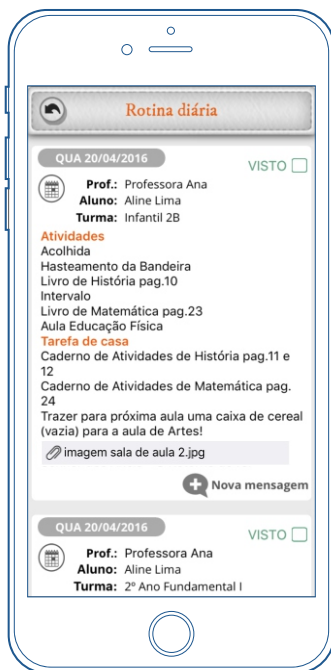 Rotina diária
QUA 20/04/2016
VISTO
Prof.: Professora Ana
Aluno: Aline Lima
Turma: Infantil 2B
Atividades
Acolhida
Hasteamento da Bandeira
Livro de História pag.10
Intervalo
Livro de Matemática pag.23
Aula Educação Física
Tarefa de casa
Caderno de Atividades de História pag.11 e
12
Caderno de Atividades de Matemática pag.
24
Trazer para próxima aula uma caixa de cereal
(vazia) para a aula de Artes!
imagem sala de aula 2.jpg
Nova mensagem
QUA 20/04/2016
VISTO
Prof.: Professora Ana
Aluno: Aline Lima
Turma: 2º Ano Fundamental I